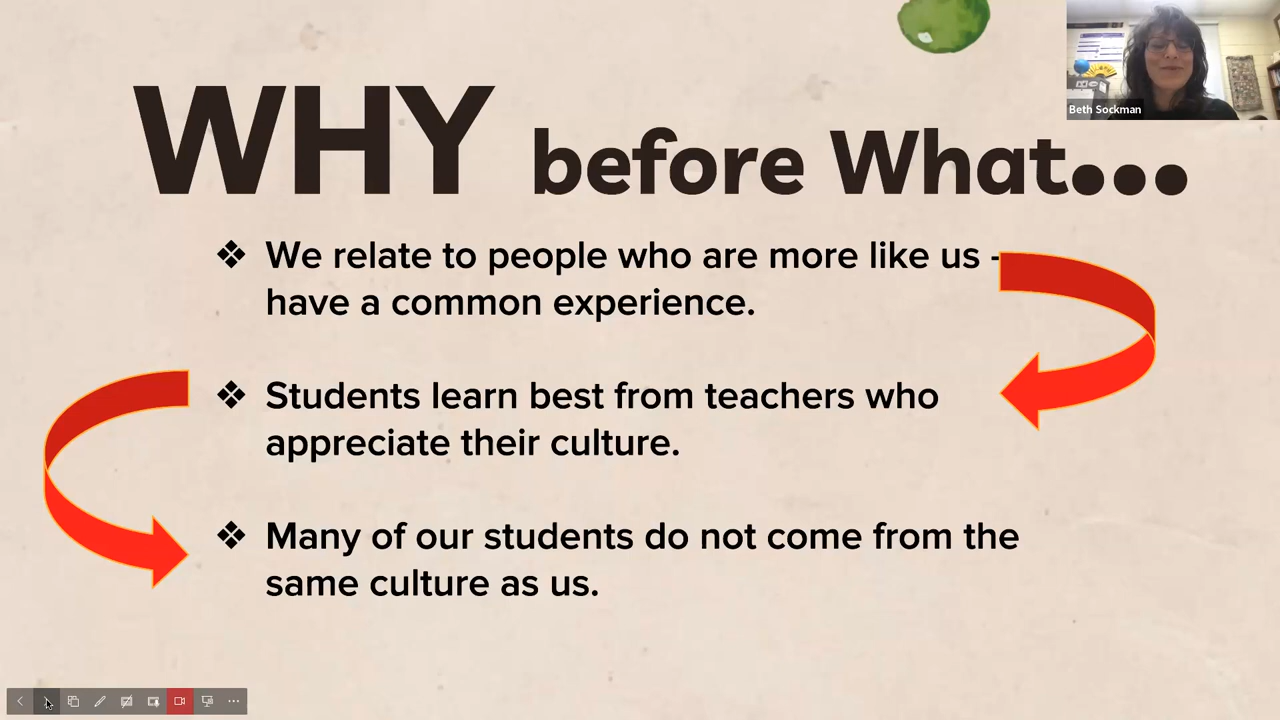 Beth Sockman
WHY before What...
❖ We relate to people who are more like us -
have a common experience.
❖ Students learn best from teachers who
appreciate their culture.
❖ Many of our students do not come from the
same culture as us.